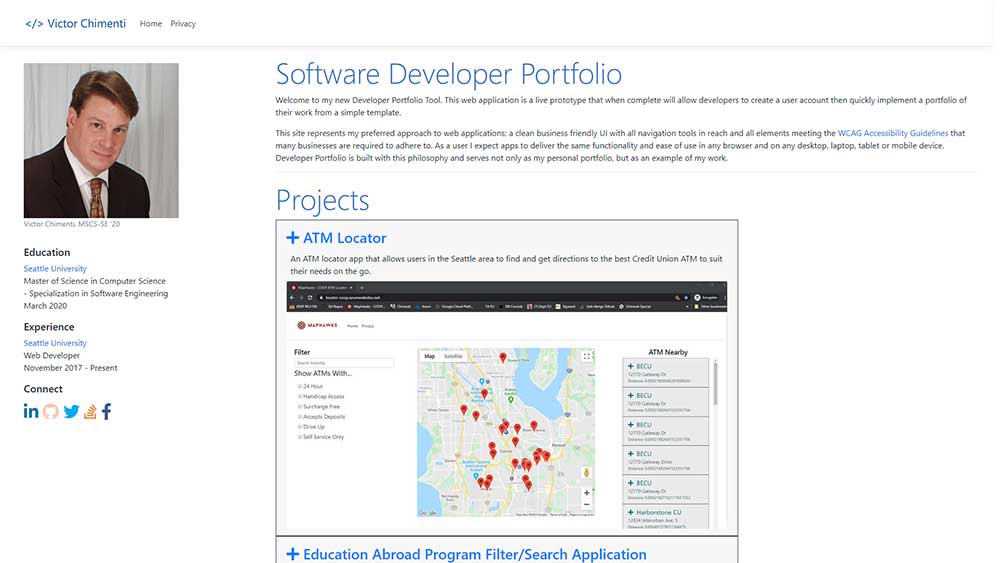 </> Victor Chimenti Home Privacy
Victor Chimenti, MSCS-SE '20
Education
Seattle University
Master of Science in Computer Science
- Specialization in Software Engineering
March 2020
Experience
Seattle University
Web Developer
November 2017 - Present
Connect
Software Developer Portfolio
Welcome to my new Developer Portfolio Tool. This web application is a live prototype that when complete will allow developers to create a user account then quickly implement a portfolio of
their work from a simple template.
This site represents my preferred approach to web applications; a clean business friendly UI with all navigation tools in reach and all elements meeting the WCAG Accessibility Guidelines that
many businesses are required to adhere to. As a user I expect apps to deliver the same functionality and ease of use in any browser and on any desktop, laptop, tablet or mobile device.
Developer Portfolio is built with this philosophy and serves not only as my personal portfolio, but as an example of my work.
Projects
ATM Locator
An ATM locator app that allows users in the Seattle area to find and get directions to the best Credit Union ATM to suit
their needs on the go.
MAPHAWKS Home Privacy
Filter
Show ATMs With...
24 Hour
Handicap Access
Surcharge Free
Accepts Deposits
Drive Up
Self Service Only
Map Satellite
Google
ATM Nearby
BECU
12770 Gateway Dr
BECU
12770 Gateway Dr
BECU
12770 Gateway Dr
BECU
12770 Gateway Drive
BECU
12770 Gateway Dr
Harborstone CU
Education Abroad Program Filter/Search Application